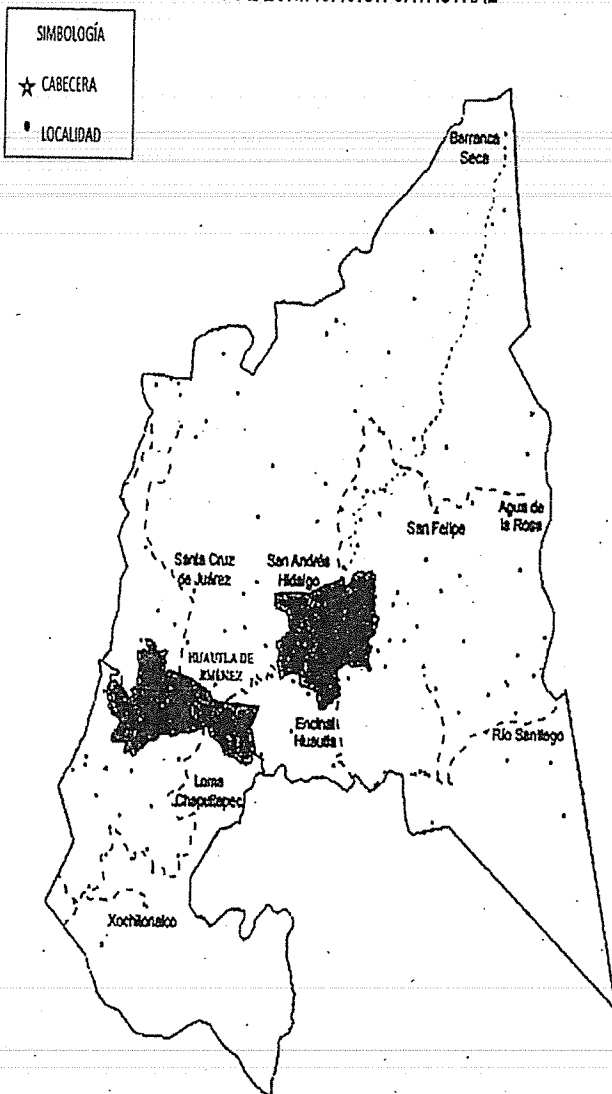 SIMBOLOGÍA
CABECERA
LOCALIDAD
Barranca
Seca
San Felipe
Agua de
la Rosa
Santa Cruz
de Juárez
San Andrés
Hidalgo
HUAUTLA DE
JIMÉNEZ
Encinal
Huautla
Río Santiago
Loma
Chapultepec
Xochitonalco